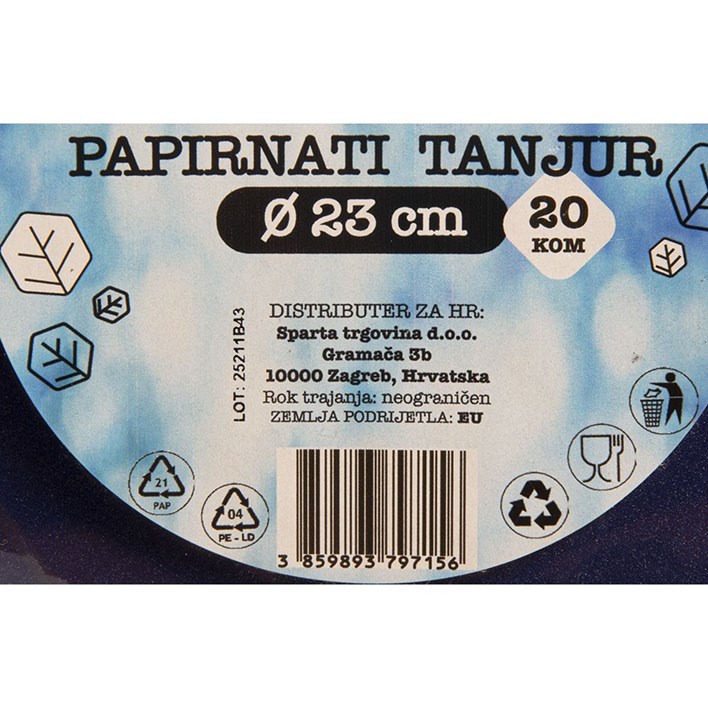 PAPIRNATI TANJUR
Ø 23 cm
20
KOM
DISTRIBUTER ZA HR:
Sparta trgovina d.o.o.
Gramača 3b
10000 Zagreb, Hrvatska
Rok trajanja: neograničen
ZEMLJA PODRIJETLA: EU
LOT: 25211B43
21
PAP
04
PE - LD
3 859893 797156